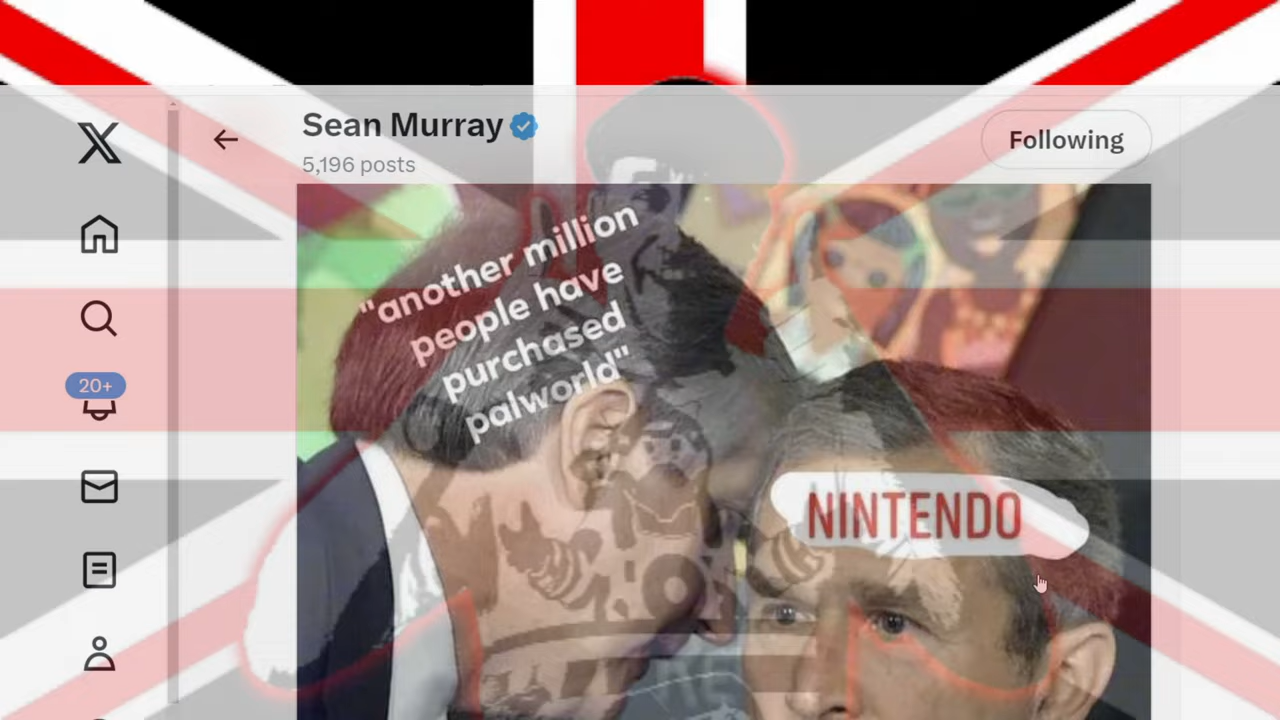 Sean Murray
5,196 posts
Following
20+
"another million
people have
purchased
palworld"
NINTENDO